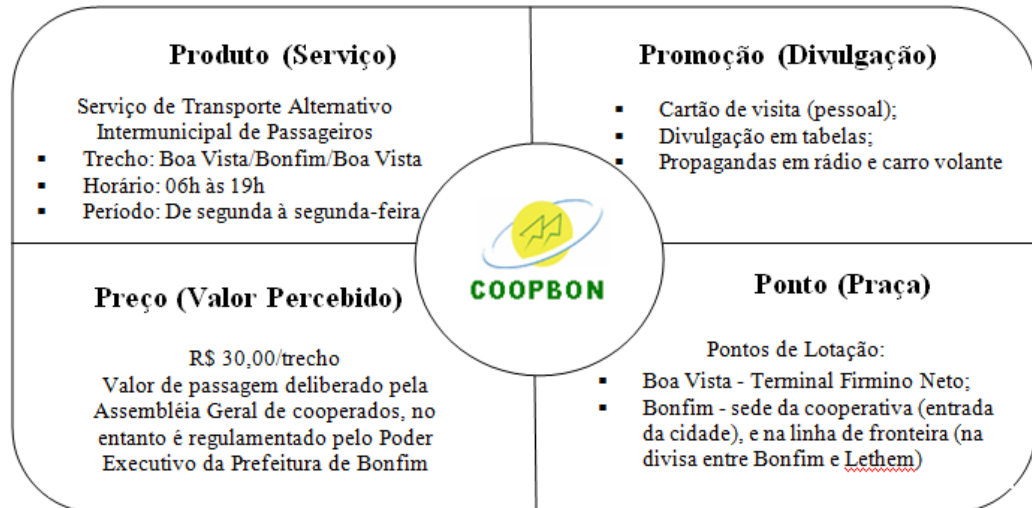 Produto (Serviço)
Serviço de Transporte Alternativo
Intermunicipal de Passageiros
▪ Trecho: Boa Vista/Bonfim/Boa Vista
▪ Horário: 06h às 19h
▪ Período: De segunda à segunda-feira
Promoção (Divulgação)
▪ Cartão de visita (pessoal);
▪ Divulgação em tabelas;
▪ Propagandas em rádio e carro volante
COOPBON
Preço (Valor Percebido)
R$ 30,00/trecho
Valor de passagem deliberado pela
Assembléia Geral de cooperados, no
entanto é regulamentado pelo Poder
Executivo da Prefeitura de Bonfim
Ponto (Praça)
Pontos de Lotação:
▪ Boa Vista - Terminal Firmino Neto;
▪ Bonfim - sede da cooperativa (entrada
da cidade), e na linha de fronteira (na
divisa entre Bonfim e Lethem)